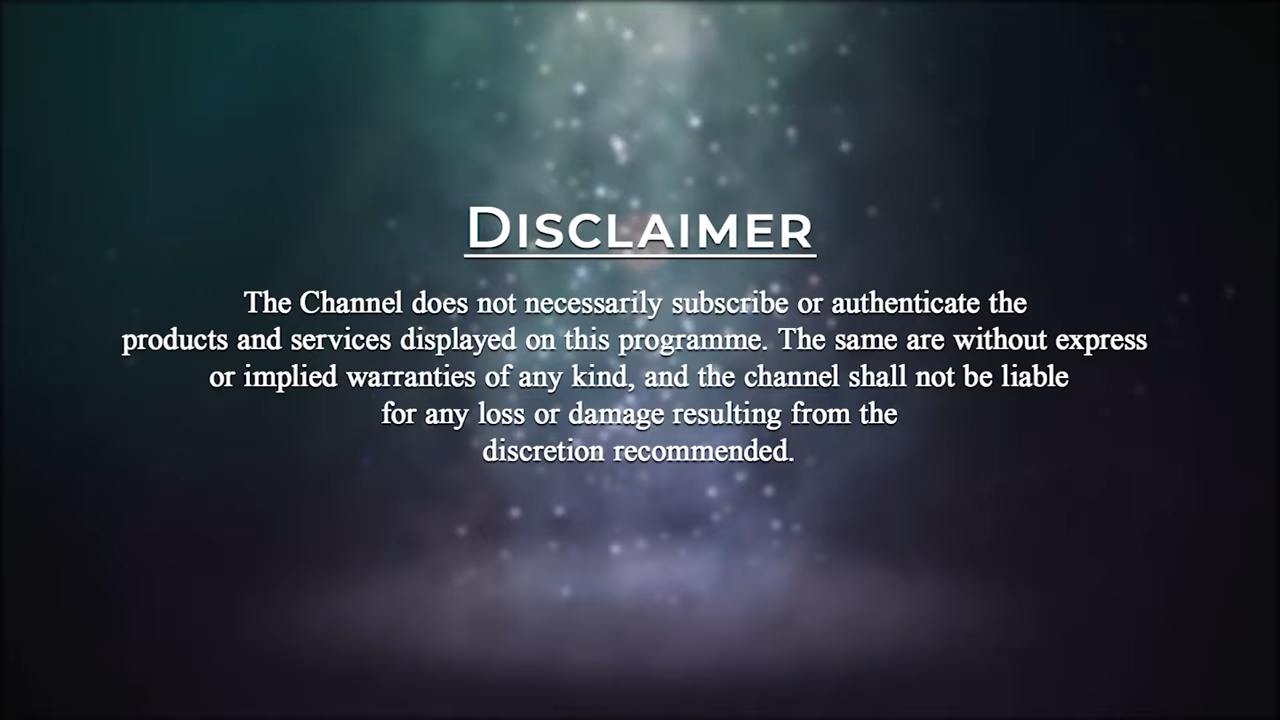 Disclaimer
The Channel does not necessarily subscribe or authenticate the
products and services displayed on this programme. The same are without express
or implied warranties of any kind, and the channel shall not be liable
for any loss or damage resulting from the
discretion recommended.